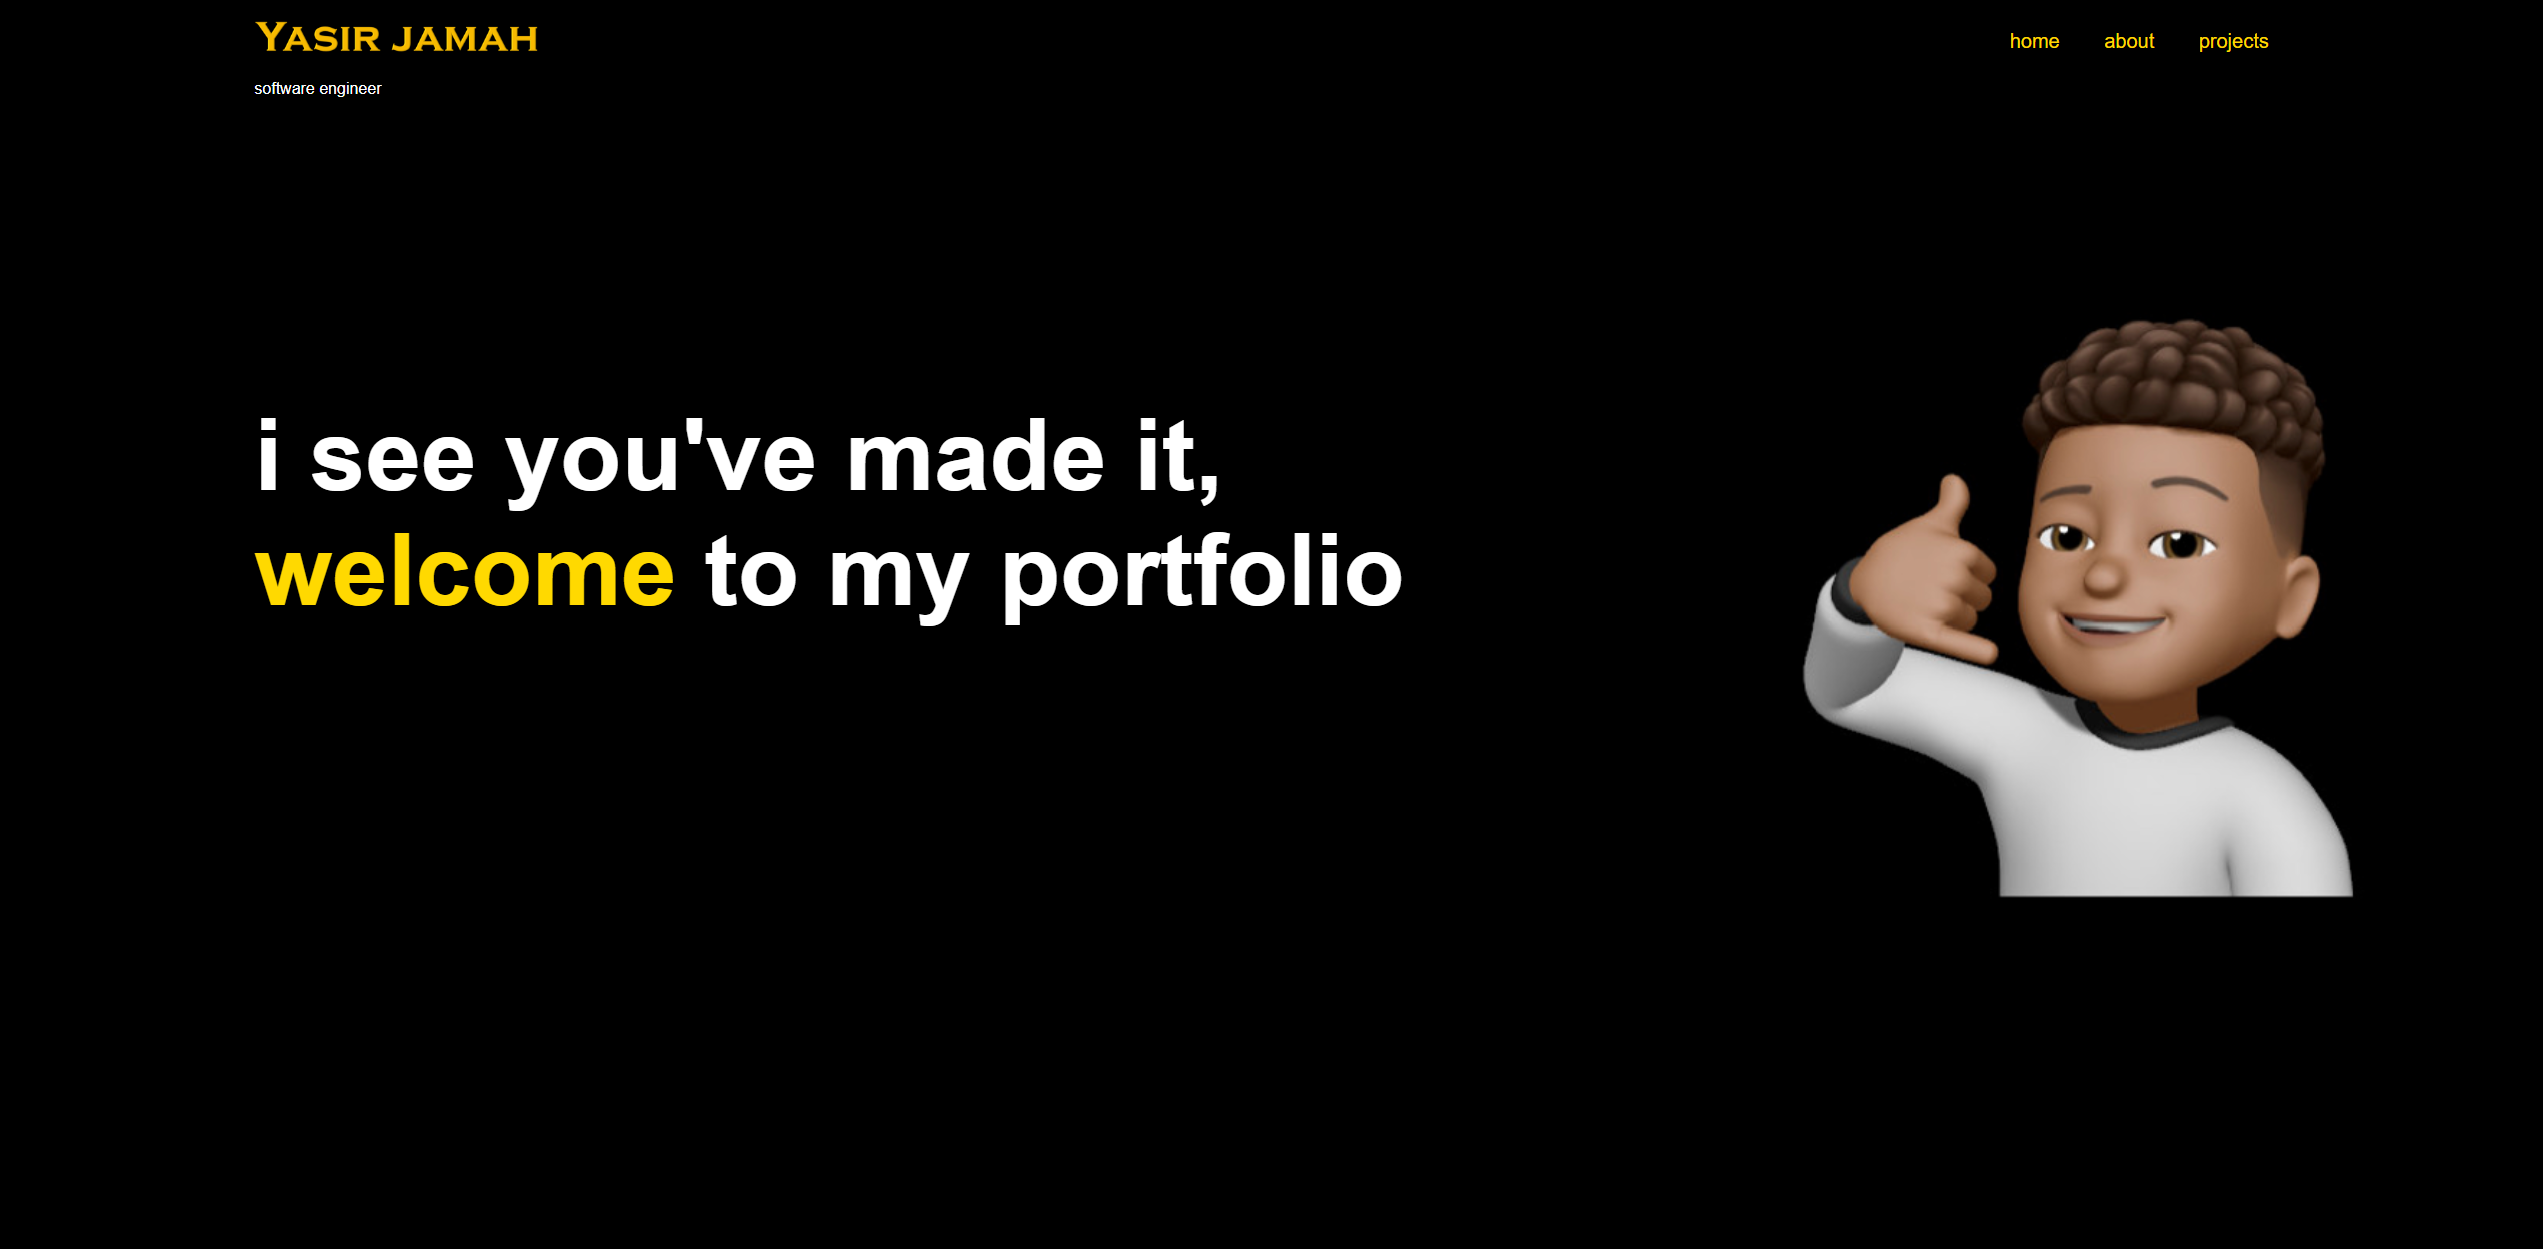 Yasir jamah
home about projects
software engineer
i see you've made it,
welcome to my portfolio